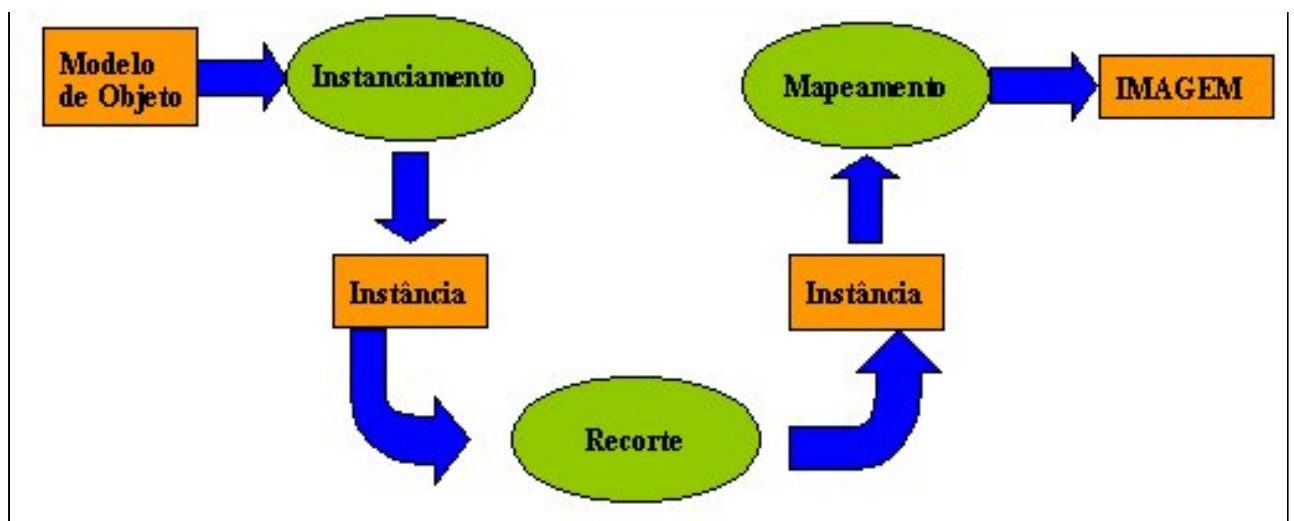 Modelo
de Objeto
Instanciamento
Instância
Recorte
Instância
Mapeamento
IMAGEM